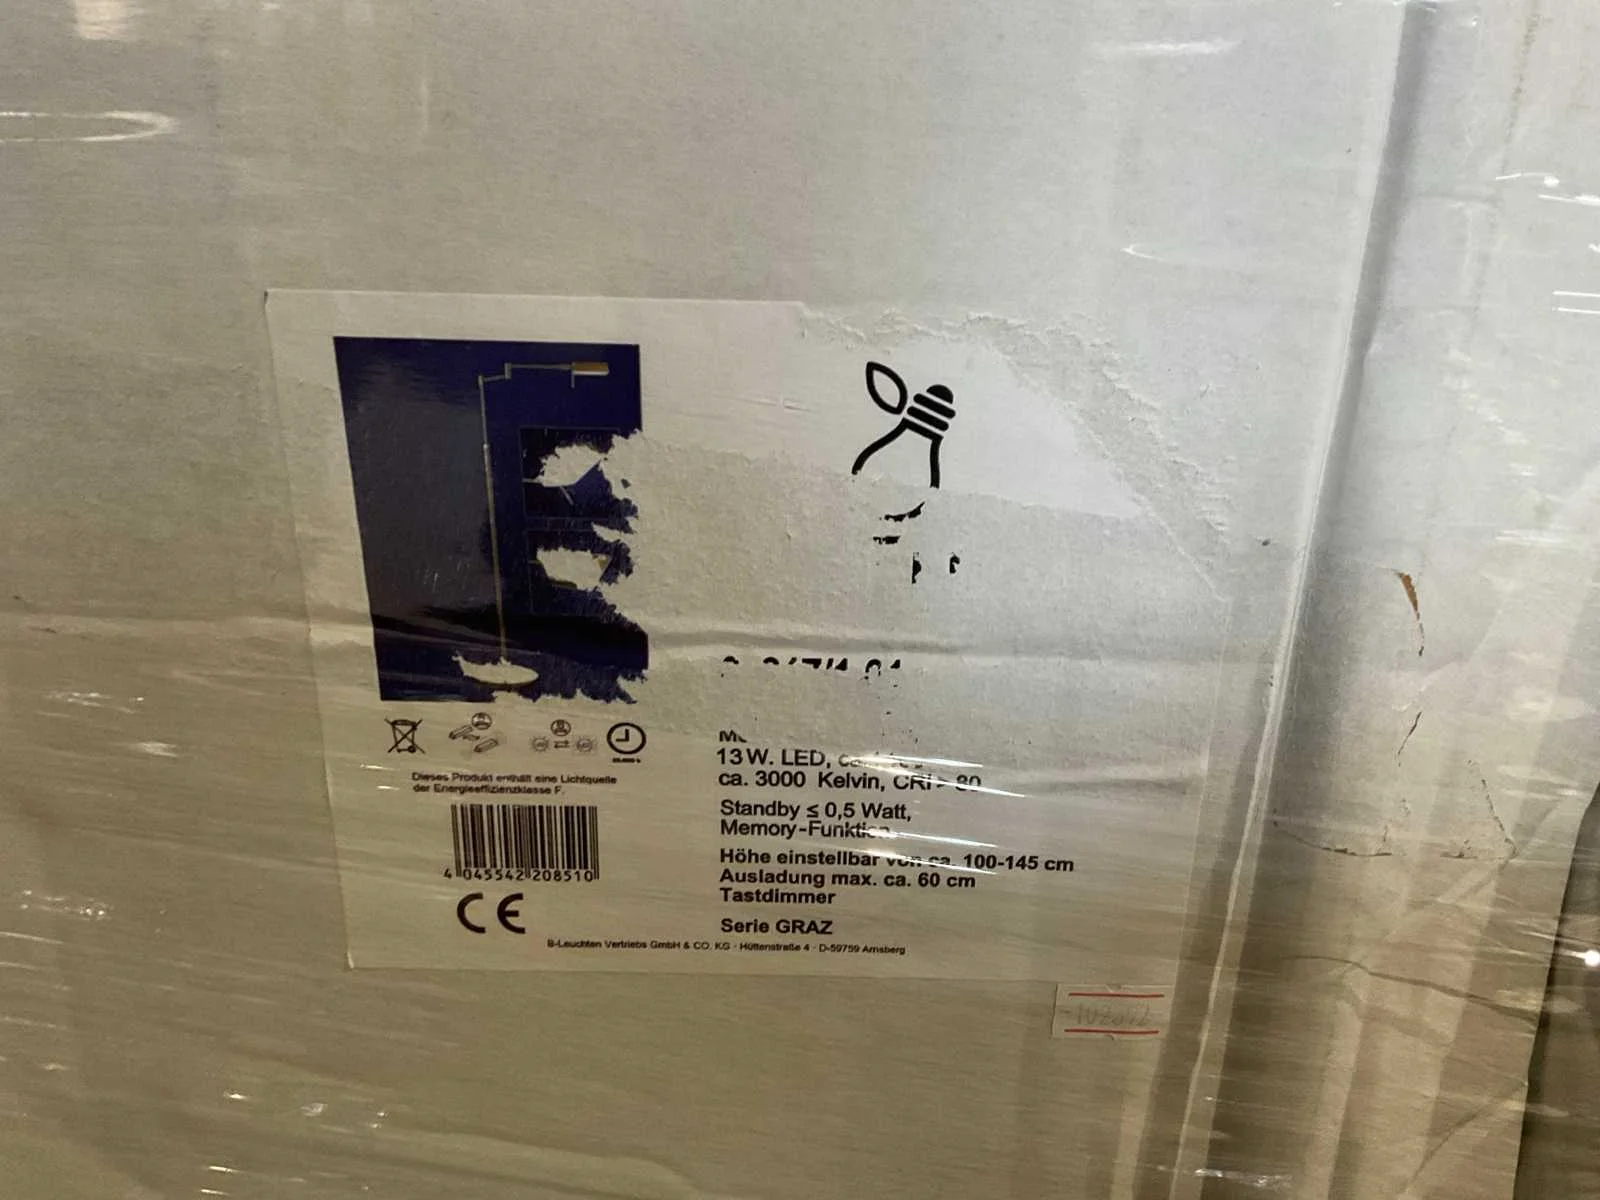 13 W. LED,
ca. 3000 Kelvin, CRI > 80
Standby ≤ 0,5 Watt,
Memory-Funktion
Höhe einstellbar von ca. 100-145 cm
Ausladung max. ca. 60 cm
Tastdimmer
Serie GRAZ
Dieses Produkt enthält eine Lichtquelle
der Energieeffizienzklasse F.
4 045542 208510
CE
B-Leuchten Vertriebs GmbH & CO. KG · Hüttenstraße 4 · D-59759 Arnsberg